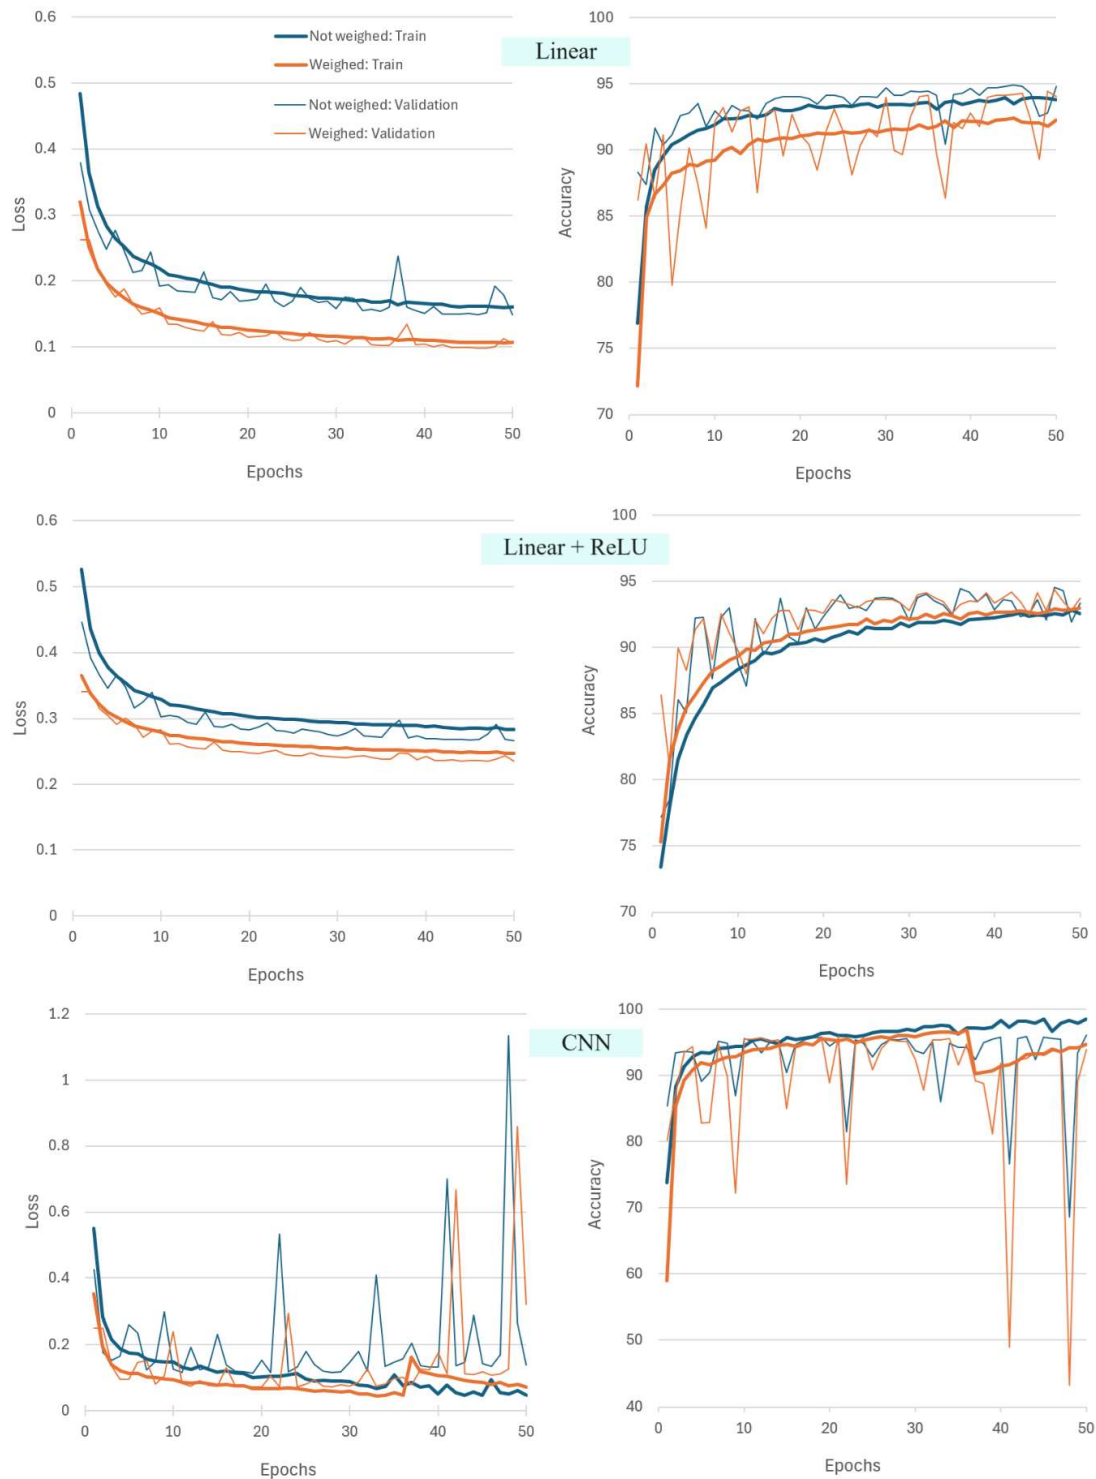 0.6
0.5
0.4
0.3
0.2
0.1
0
Loss
0 10 20 30 40 50
Epochs
Not weighed: Train
Weighed: Train
Not weighed: Validation
Weighed: Validation
Linear
100
95
90
85
80
75
70
Accuracy
0 10 20 30 40 50
Epochs
0.6
0.5
0.4
0.3
0.2
0.1
0
Loss
0 10 20 30 40 50
Epochs
Linear + ReLU
100
95
90
85
80
75
70
Accuracy
0 10 20 30 40 50
Epochs
1.2
1
0.8
0.6
0.4
0.2
0
Loss
0 10 20 30 40 50
Epochs
CNN
100
90
80
70
60
50
40
Accuracy
0 10 20 30 40 50
Epochs